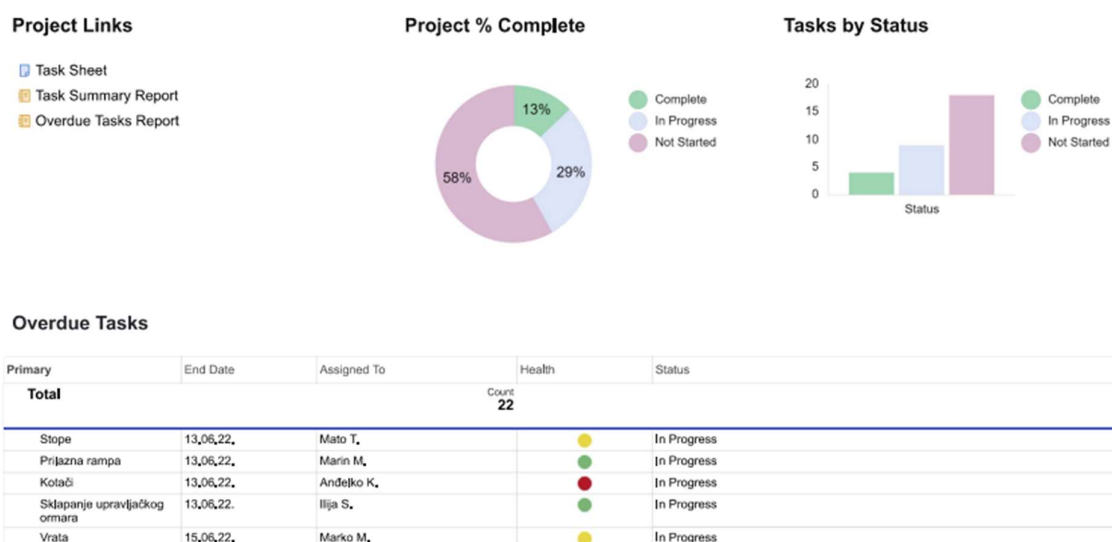 Project Links
Task Sheet
Task Summary Report
Overdue Tasks Report
Project % Complete
13%
29%
58%
Complete
In Progress
Not Started
Tasks by Status
20
15
10
5
0
Status
Complete
In Progress
Not Started
Overdue Tasks
Primary End Date Assigned To Health Status
Total Count
22
Stope 13.06.22. Mato T. In Progress
Prilazna rampa 13.06.22. Marin M. In Progress
Kotači 13.06.22. Anđelko K. In Progress
Sklapanje upravljačkog 13.06.22. Ilija S. In Progress
ormara
Vrata 15.06.22. Marko M. In Progress